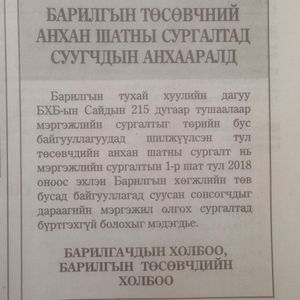 БАРИЛГЫН ТӨСӨВЧНИЙ
АНХАН ШАТНЫ СУРГАЛТАД
СУУГЧДЫН АНХААРАЛД
Барилгын тухай хуулийн дагуу
БХБ-ын Сайдын 215 дугаар тушаалаар
мэргэжлийн сургалтыг төрийн бус
байгууллагуудад шилжүүлсэн тул
төсөвчдийн анхан шатны сургалт нь
мэргэжлийн сургалтын 1-р шат тул 2018
оноос эхлэн Барилгын хөгжлийн төв
бусад байгууллагад суусан сонсогчдыг
дараагийн мэргэжил олгох сургалтад
бүртгэхгүй болохыг мэдэгдье.
БАРИЛГАЧДЫН ХОЛБОО,
БАРИЛГЫН ТӨСӨВЧДИЙН
ХОЛБОО